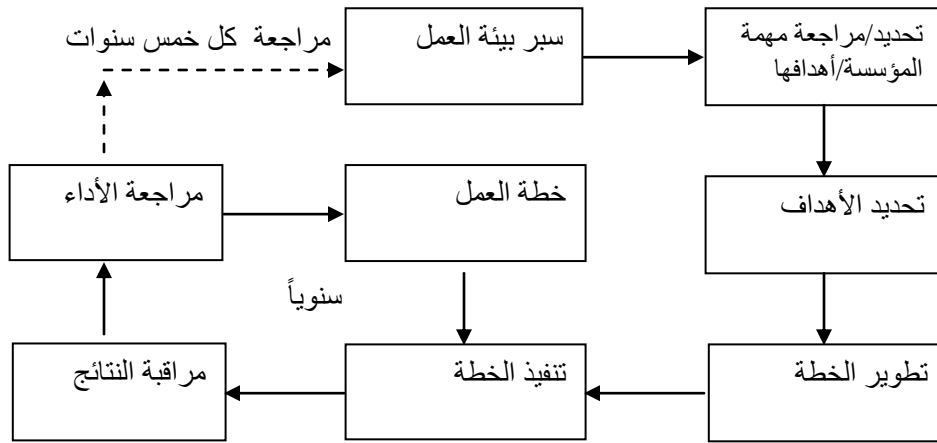 مراجعة كل خمس سنوات
سبر بيئة العمل
تحديد/مراجعة مهمة
المؤسسة/أهدافها
مراجعة الأداء
خطة العمل
تحديد الأهداف
سنوياً
مراقبة النتائج
تنفيذ الخطة
تطوير الخطة